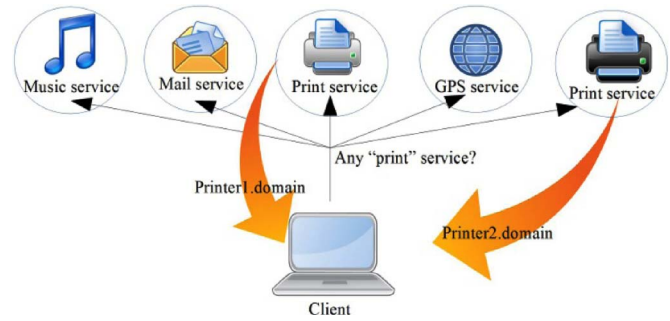 Music service
Mail service
Print service
GPS service
Print service
Any “print” service?
Printer1.domain
Printer2.domain
Client